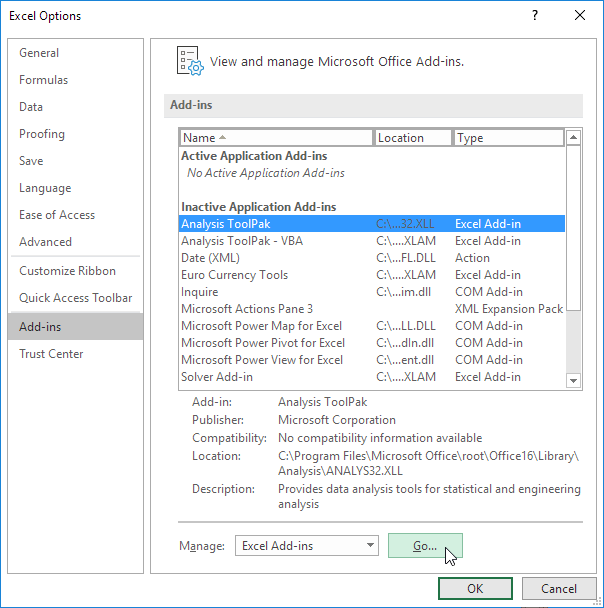 Excel Options ?
General
Formulas
Data
Proofing
Save
Language
Ease of Access
Advanced
Customize Ribbon
Quick Access Toolbar
Add-ins
Trust Center
View and manage Microsoft Office Add-ins.
Add-ins
Name Location Type
Active Application Add-ins
No Active Application Add-ins
Inactive Application Add-ins
Analysis ToolPak C:\...32.XLL Excel Add-in
Analysis ToolPak - VBA C:\....XLAM Excel Add-in
Date (XML) C:\...FL.DLL Action
Euro Currency Tools C:\....XLAM Excel Add-in
Inquire C:\...im.dll COM Add-in
Microsoft Actions Pane 3 XML Expansion Pack
Microsoft Power Map for Excel C:\...LL.DLL COM Add-in
Microsoft Power Pivot for Excel C:\...dln.dll COM Add-in
Microsoft Power View for Excel C:\...ent.dll COM Add-in
Solver Add-in C:\....XLAM Excel Add-in
Add-in: Analysis ToolPak
Publisher: Microsoft Corporation
Compatibility: No compatibility information available
Location: C:\Program Files\Microsoft Office\root\Office16\Library\
Analysis\ANALYS32.XLL
Description: Provides data analysis tools for statistical and engineering
analysis
Manage: Excel Add-ins Go...
OK Cancel